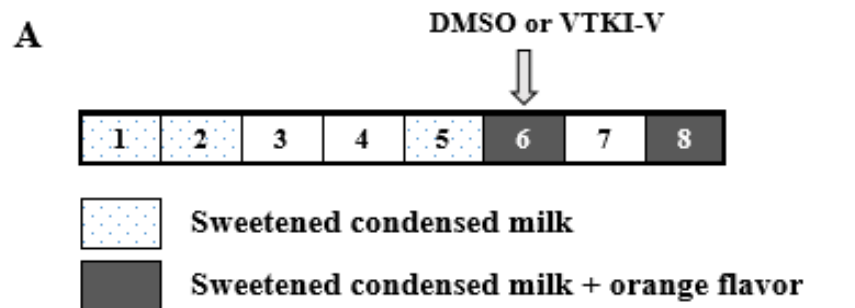 A
DMSO or VTKI-V
1 2 3 4 5 6 7 8
Sweetened condensed milk
Sweetened condensed milk + orange flavor